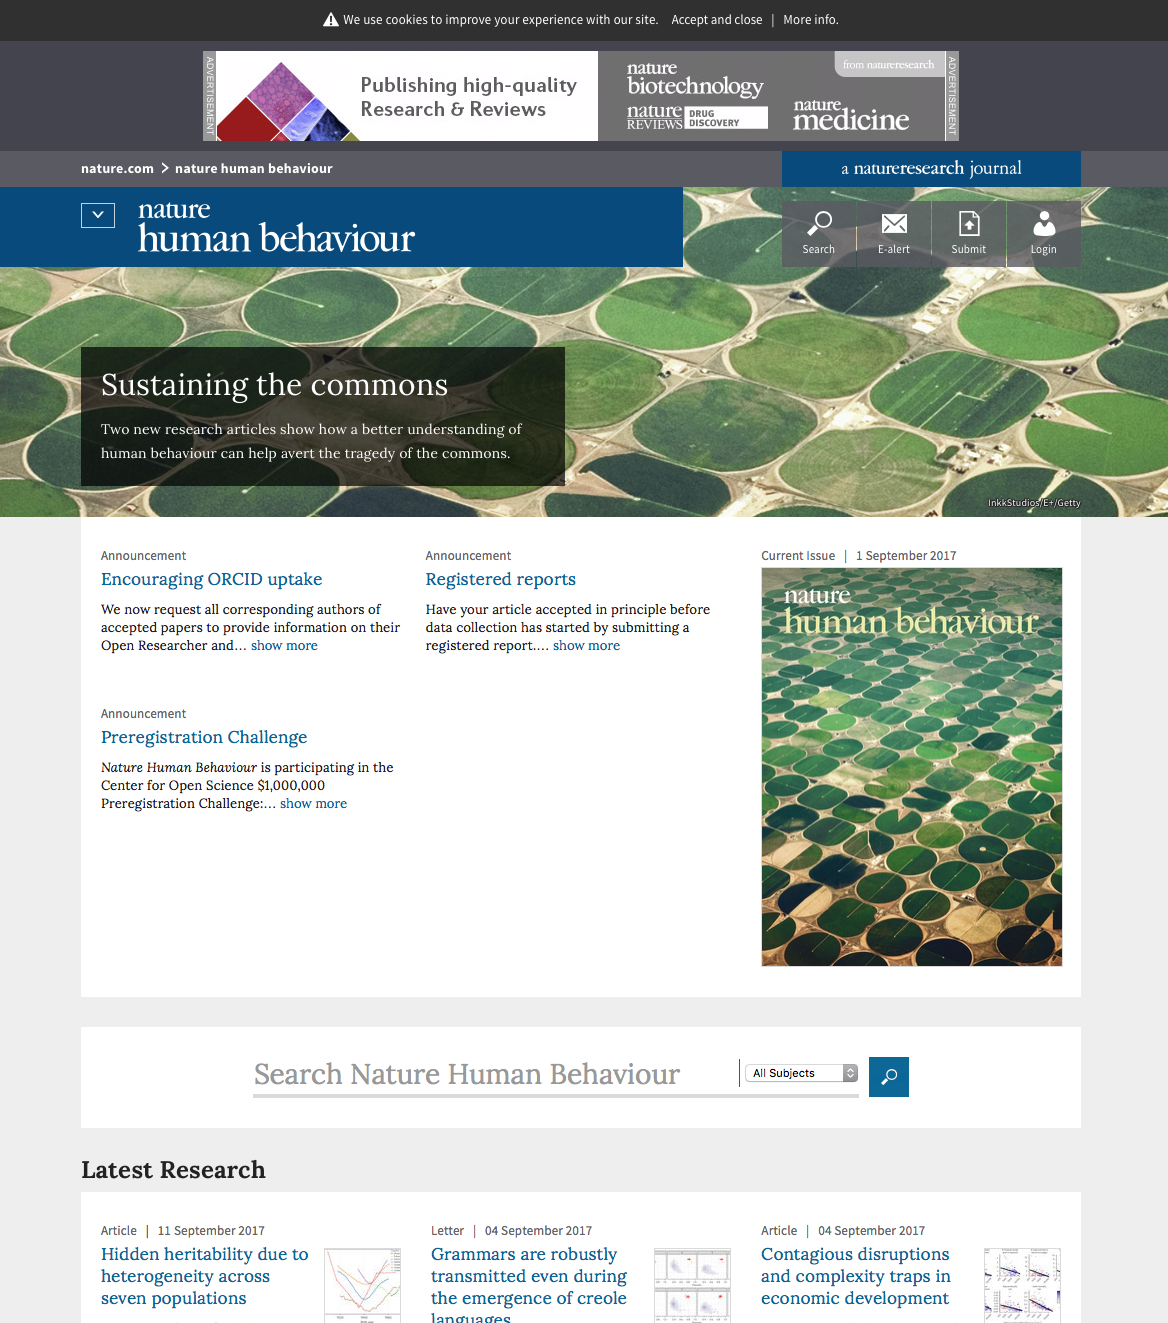 We use cookies to improve your experience with our site. Accept and close | More info.
ADVERTISEMENT
Publishing high-quality
Research & Reviews
nature
biotechnology
nature
REVIEWS DRUG
DISCOVERY
from natureresearch
nature
medicine
ADVERTISEMENT
nature.com > nature human behaviour
a natureresearch journal
nature
human behaviour
Search
E-alert
Submit
Login
Sustaining the commons
Two new research articles show how a better understanding of
human behaviour can help avert the tragedy of the commons.
InkkStudios/E+/Getty
Announcement
Encouraging ORCID uptake
We now request all corresponding authors of
accepted papers to provide information on their
Open Researcher and… show more
Announcement
Registered reports
Have your article accepted in principle before
data collection has started by submitting a
registered report.… show more
Announcement
Preregistration Challenge
Nature Human Behaviour is participating in the
Center for Open Science $1,000,000
Preregistration Challenge:… show more
Current Issue | 1 September 2017
nature
human behaviour
Search Nature Human Behaviour
All Subjects
Latest Research
Article | 11 September 2017
Hidden heritability due to
heterogeneity across
seven populations
Letter | 04 September 2017
Grammars are robustly
transmitted even during
the emergence of creole
languages
Article | 04 September 2017
Contagious disruptions
and complexity traps in
economic development